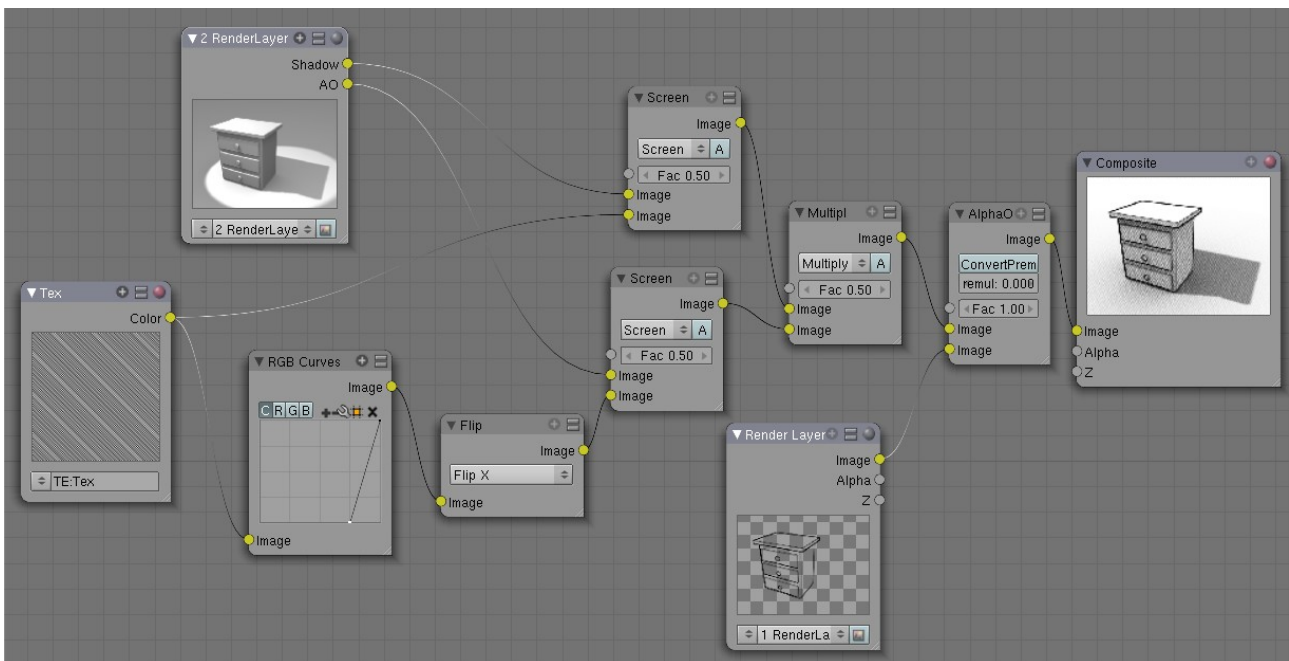 2 RenderLayer
Shadow
AO
2 RenderLaye
Tex
Color
TE:Tex
RGB Curves
Image
C R G B
Image
Flip
Image
Flip X
Image
Screen
Image
Screen A
Fac 0.50
Image
Image
Screen
Image
Screen A
Fac 0.50
Image
Image
Multipl
Image
Multiply A
Fac 0.50
Image
Image
AlphaO
Image
ConvertPrem
remul: 0.000
Fac 1.00
Image
Image
Render Layer
Image
Alpha
Z
1 RenderLa
Composite
Image
Alpha
Z